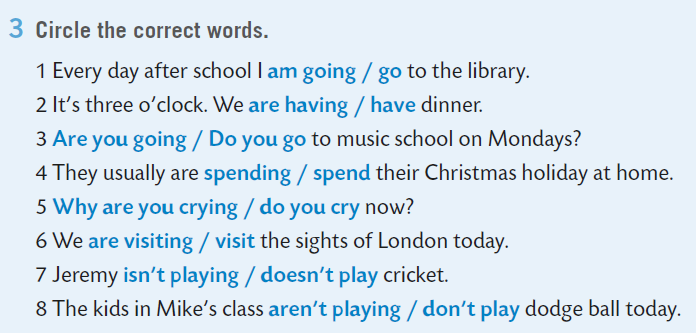 3 Circle the correct words.
1 Every day after school I am going / go to the library.
2 It's three o'clock. We are having / have dinner.
3 Are you going / Do you go to music school on Mondays?
4 They usually are spending / spend their Christmas holiday at home.
5 Why are you crying / do you cry now?
6 We are visiting / visit the sights of London today.
7 Jeremy isn't playing / doesn't play cricket.
8 The kids in Mike's class aren't playing / don't play dodge ball today.